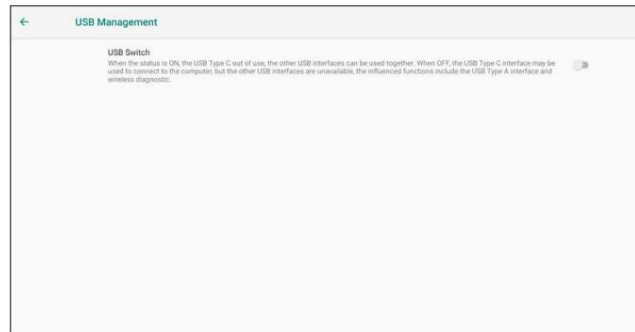 USB Management
USB Switch
When the status is ON, the USB Type C out of use, the other USB interfaces can be used together. When OFF, the USB Type C interface may be
used to connect to the computer, but the other USB interfaces are unavailable, the influenced functions include the USB Type A interface and
wireless diagnostic.